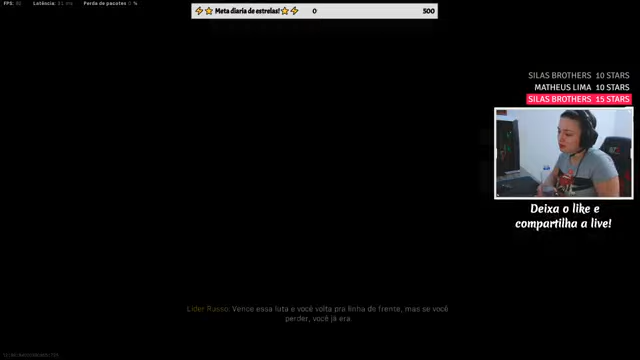 FPS: Latência: ms Perda de pacotes 0 %
Meta diaria de estrelas! 0 500
SILAS BROTHERS 10 STARS
MATHEUS LIMA 10 STARS
SILAS BROTHERS 15 STARS
Deixa o like e
compartilha a live!
Líder Russo: Vence essa luta e você volta pra linha de frente, mas se você
perder, você já era.